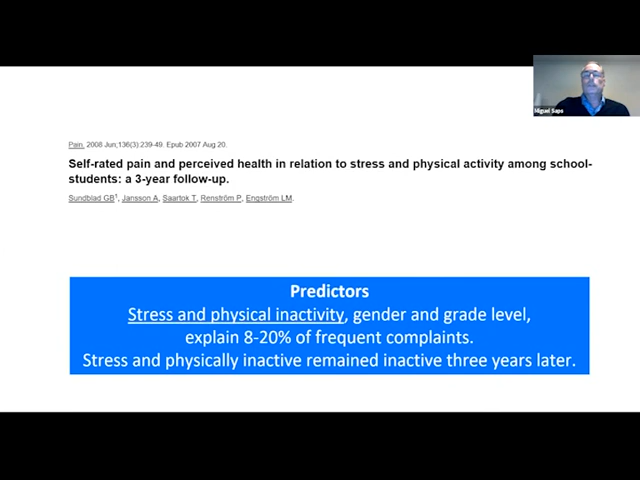 Miguel Saps
Pain. 2008 Jun;136(3):239-49. Epub 2007 Aug 20.
Self-rated pain and perceived health in relation to stress and physical activity among school-
students: a 3-year follow-up.
Sundblad GB1, Jansson A, Saartok T, Renström P, Engström LM.
Predictors
Stress and physical inactivity, gender and grade level,
explain 8-20% of frequent complaints.
Stress and physically inactive remained inactive three years later.